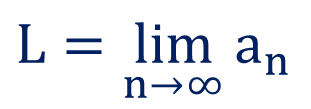 L = lim aₙ
n→∞